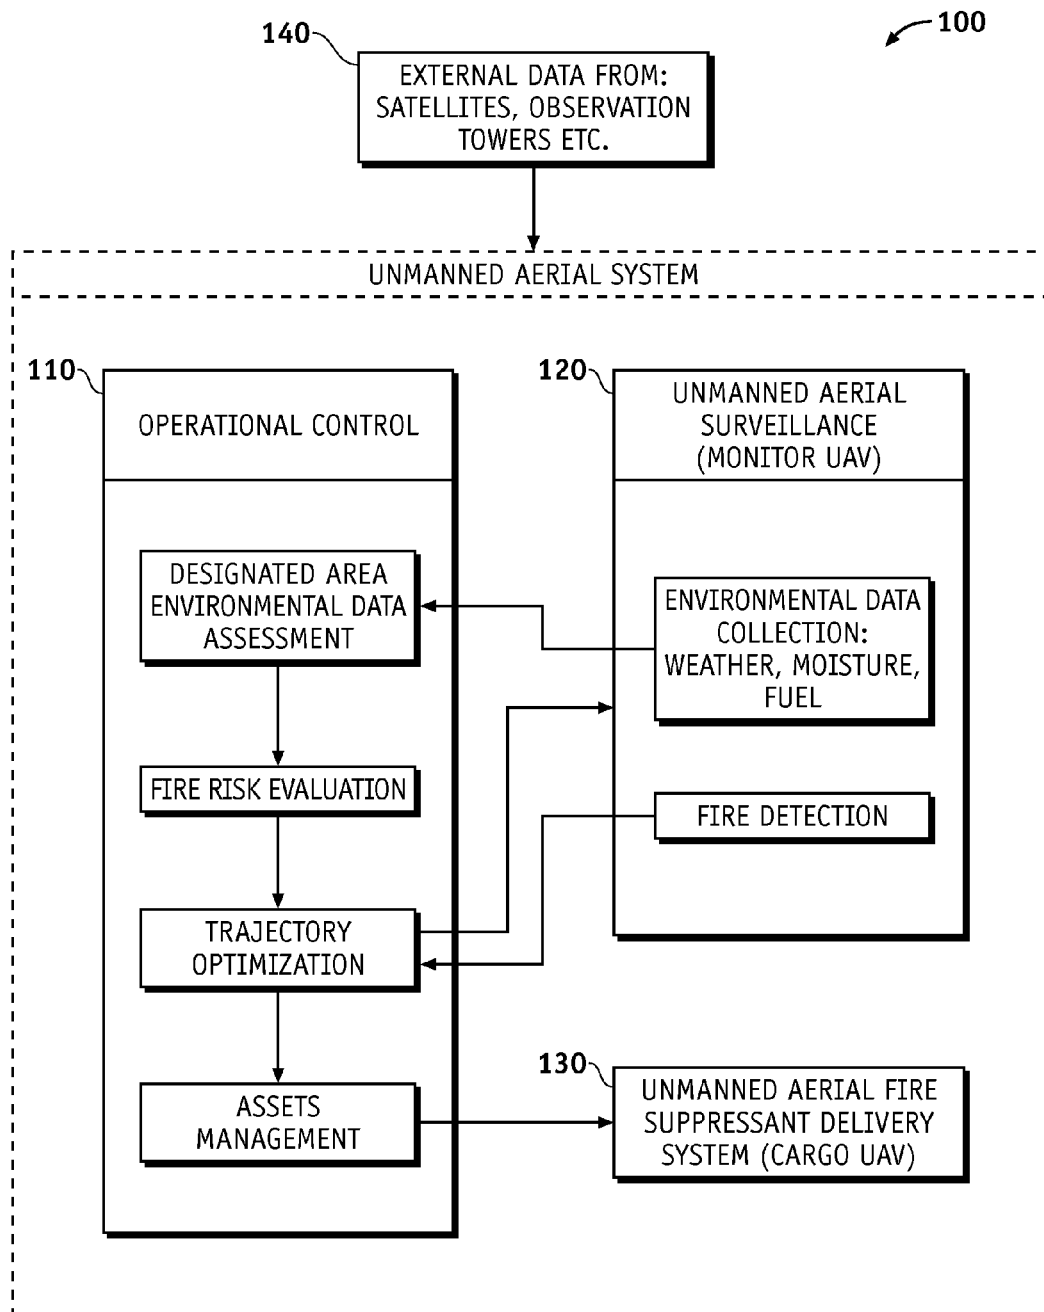 100
140
EXTERNAL DATA FROM:
SATELLITES, OBSERVATION
TOWERS ETC.
UNMANNED AERIAL SYSTEM
110
OPERATIONAL CONTROL
DESIGNATED AREA
ENVIRONMENTAL DATA
ASSESSMENT
FIRE RISK EVALUATION
TRAJECTORY
OPTIMIZATION
ASSETS
MANAGEMENT
120
UNMANNED AERIAL
SURVEILLANCE
(MONITOR UAV)
ENVIRONMENTAL DATA
COLLECTION:
WEATHER, MOISTURE,
FUEL
FIRE DETECTION
130
UNMANNED AERIAL FIRE
SUPPRESSANT DELIVERY
SYSTEM (CARGO UAV)